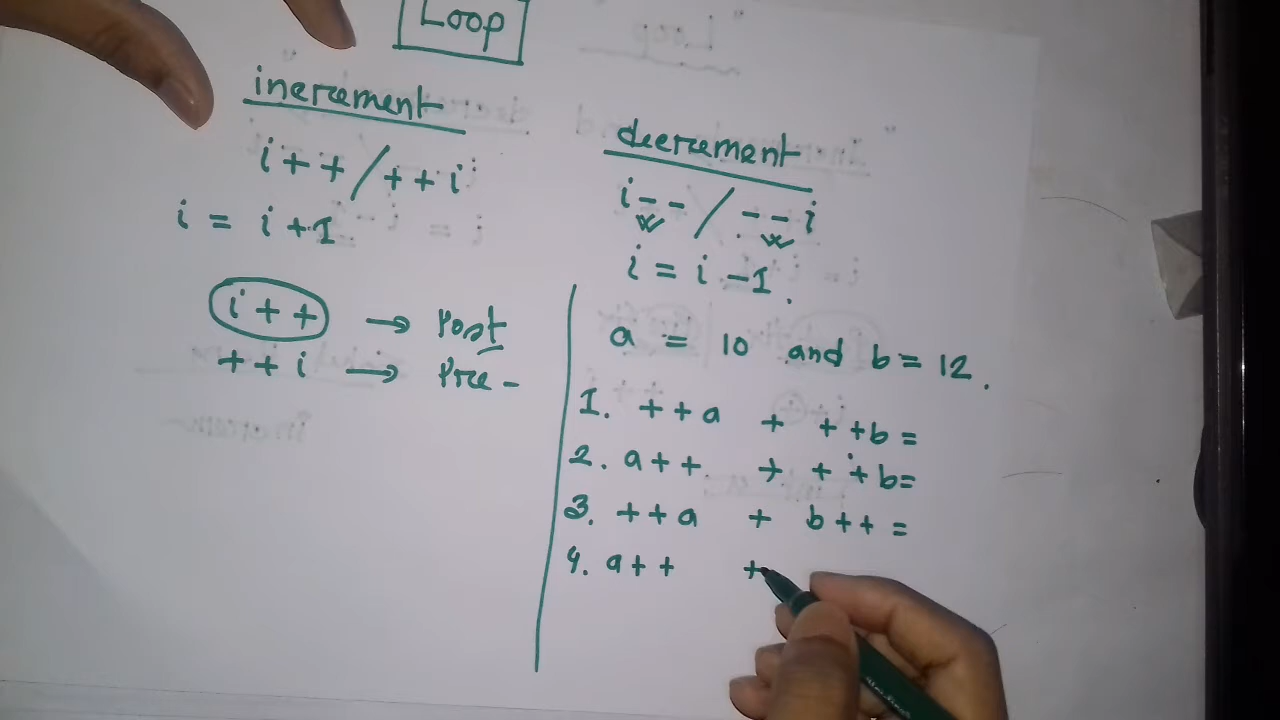 Loop
increment
i++/++i
i = i+1
i++ → Post
++i → Pre-
decrement
i--/--i
i = i-1.
a = 10 and b = 12.
1. ++a + ++b=
2. a++ + ++b=
3. ++a + b++ =
4. a++ +